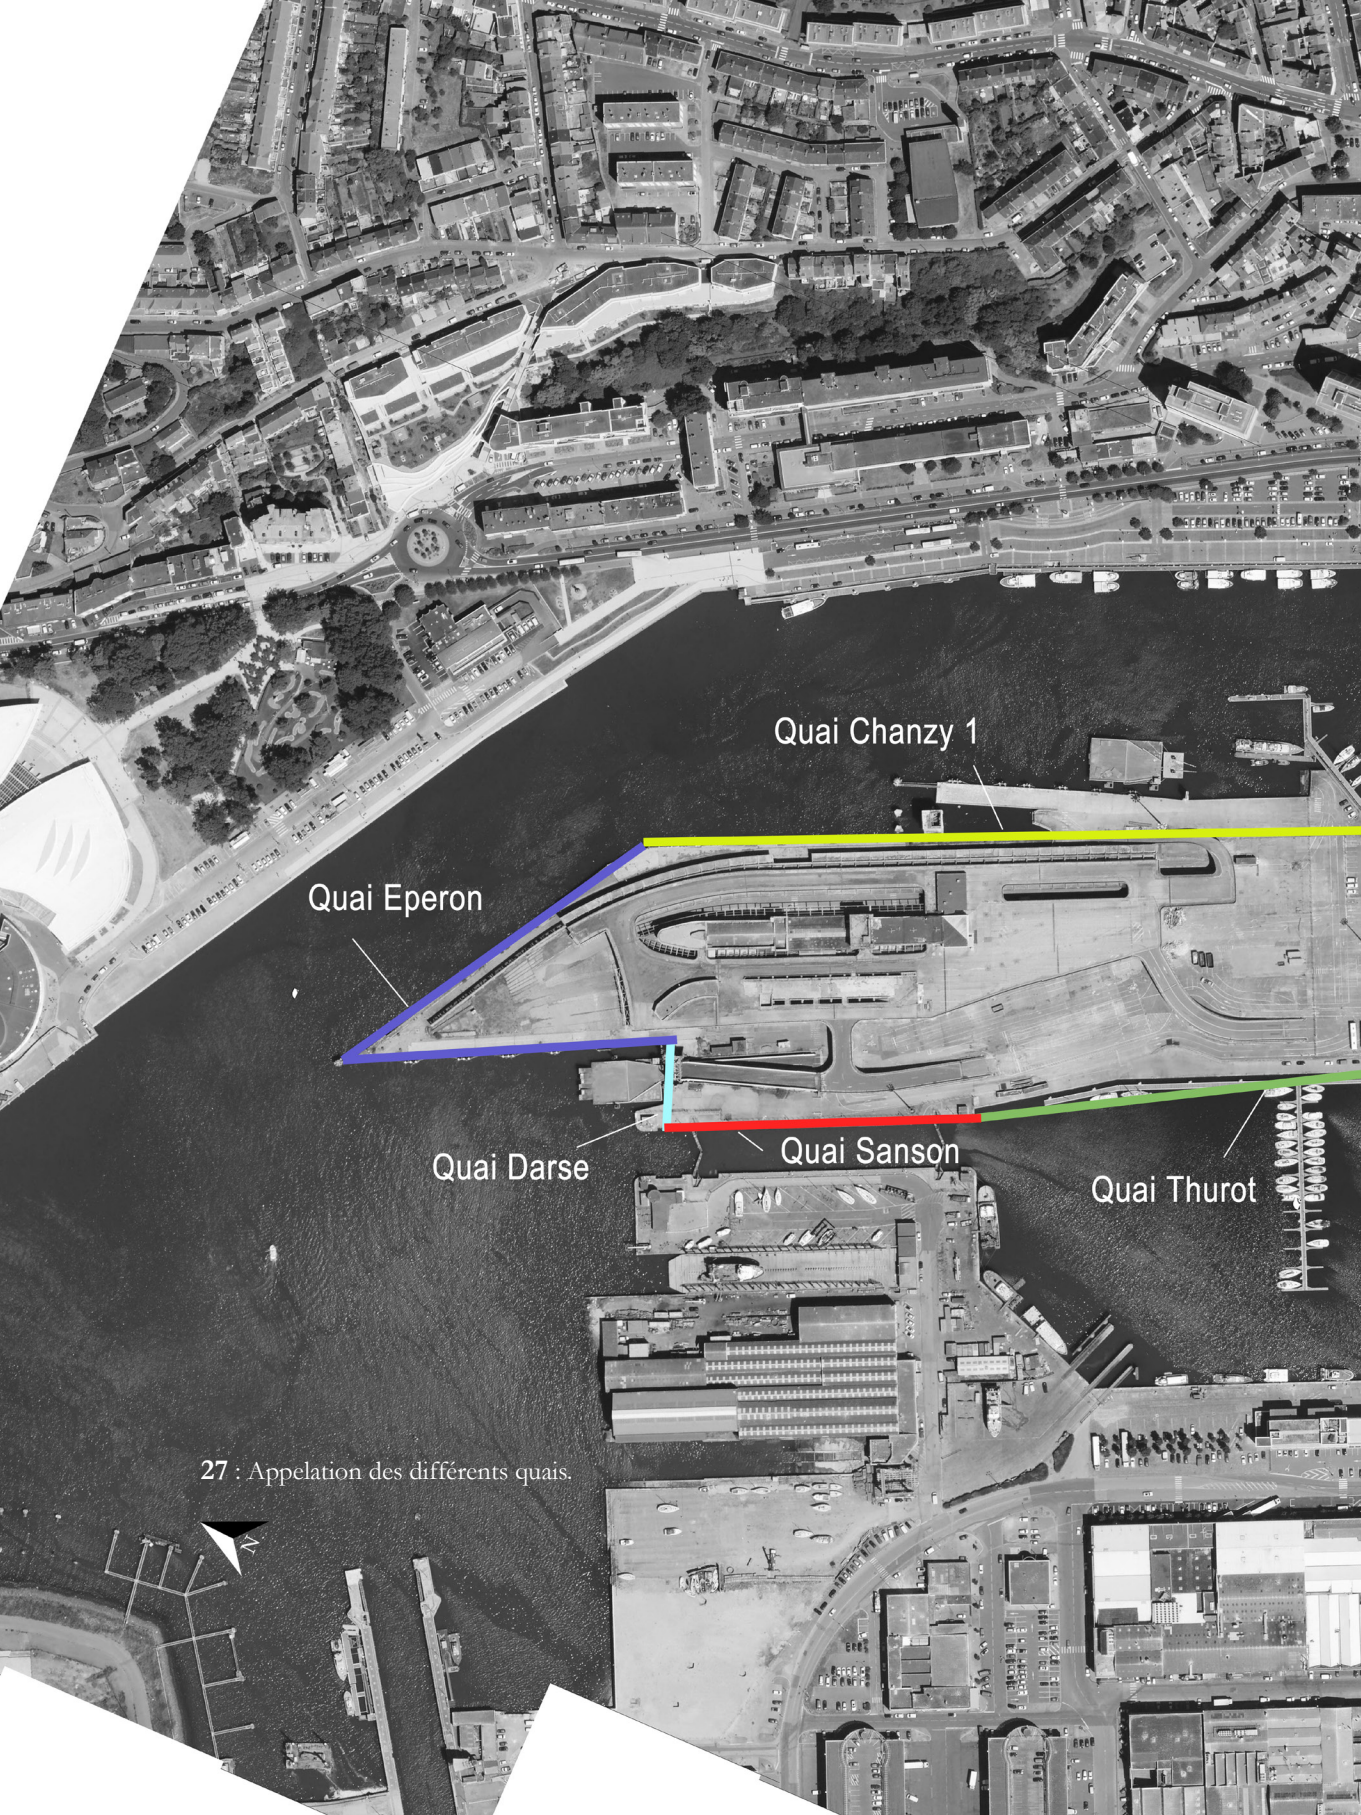 Quai Chanzy 1
Quai Eperon
Quai Sanson
Quai Darse
Quai Thurot
27 : Appelation des différents quais.
N